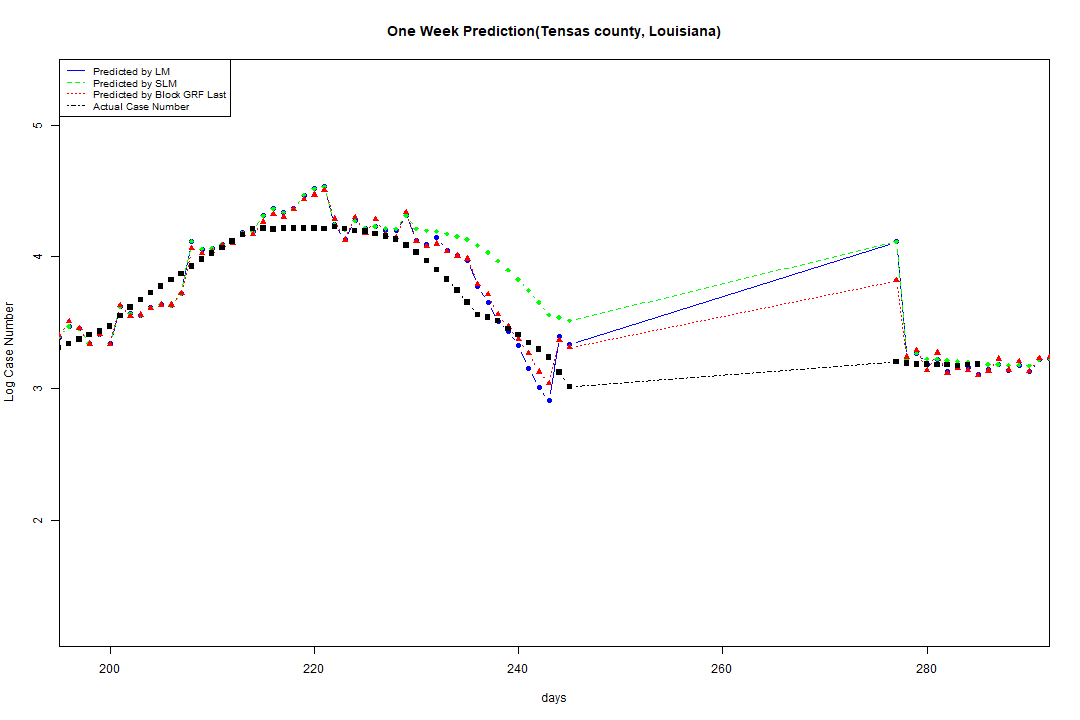 One Week Prediction(Tensas county, Louisiana)
Predicted by LM
Predicted by SLM
Predicted by Block GRF Last
Actual Case Number
5
4
3
2
Log Case Number
200 220 240 260 280
days